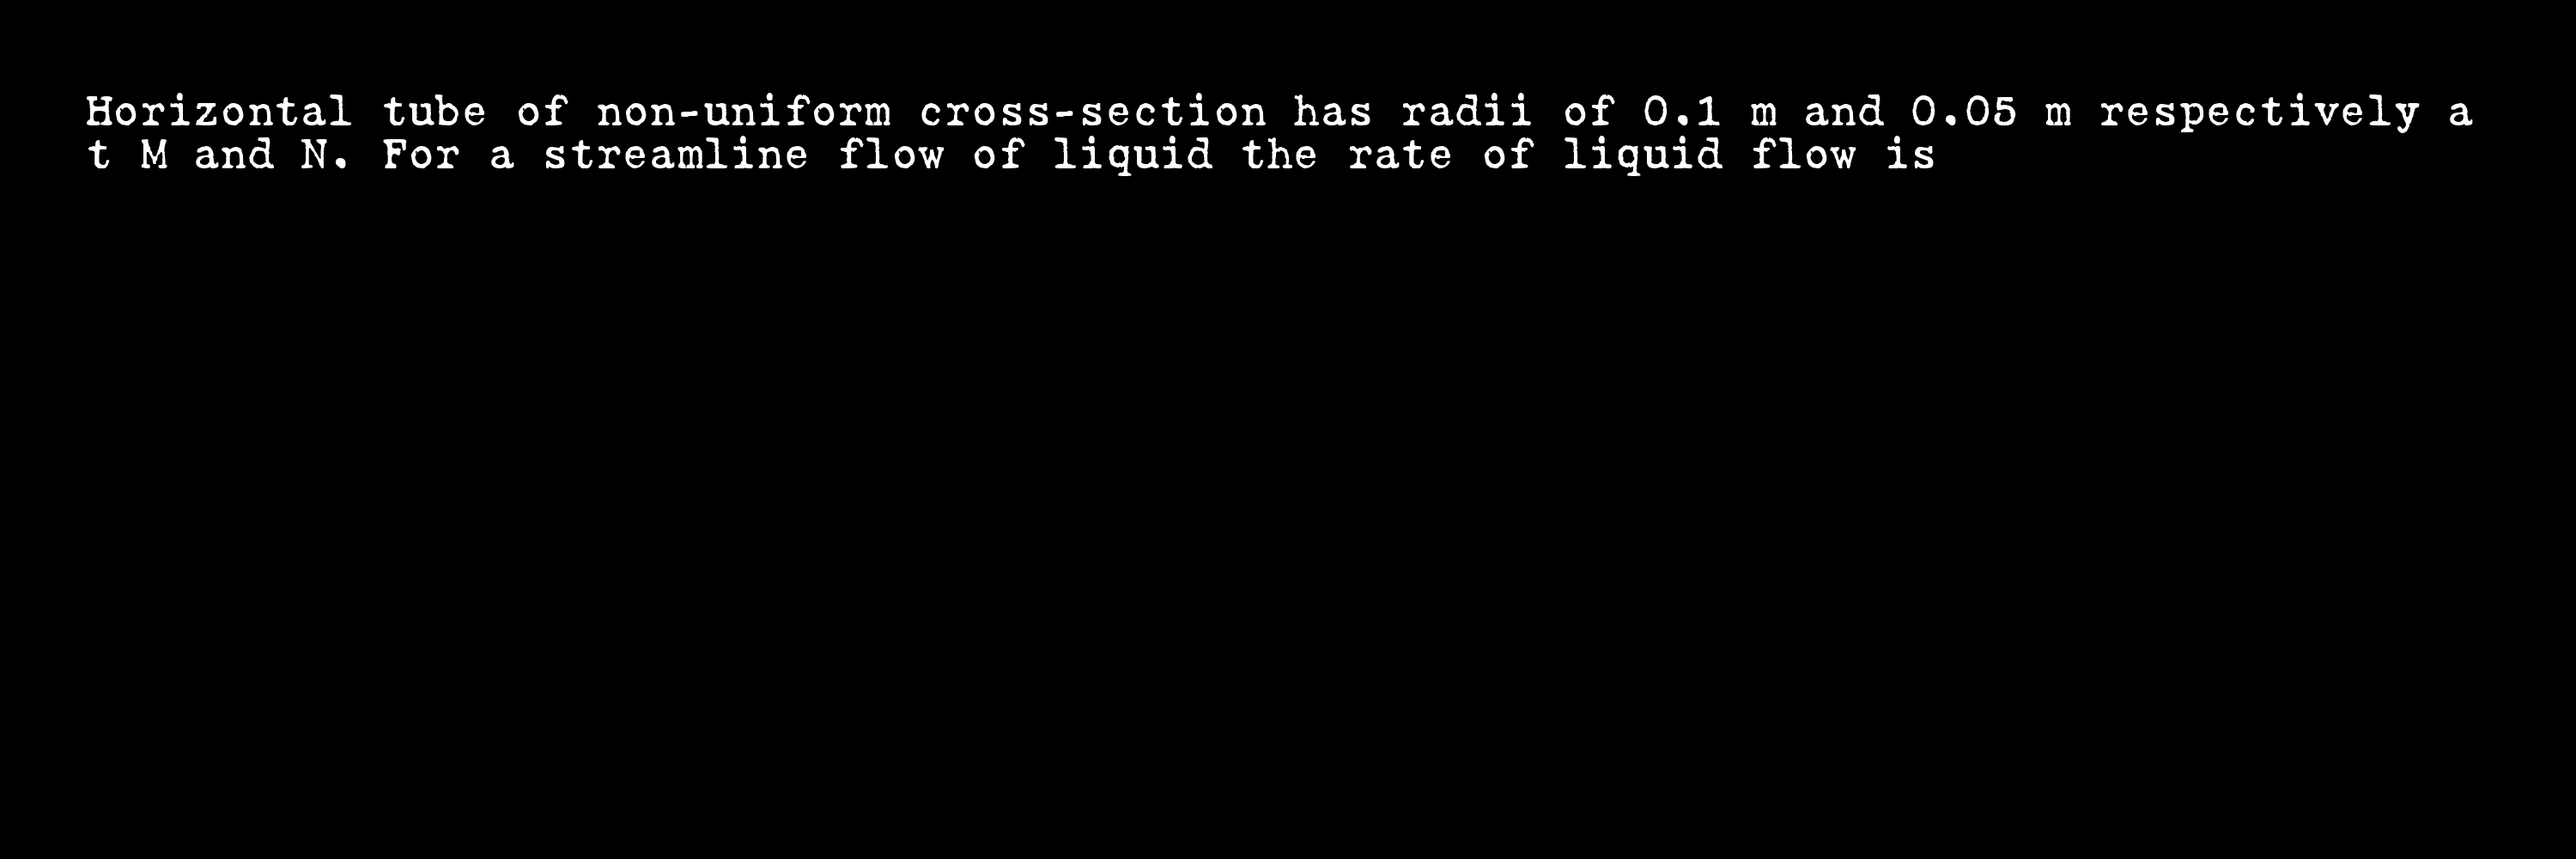 Horizontal tube of non-uniform cross-section has radii of 0.1 m and 0.05 m respectively a
t M and N. For a streamline flow of liquid the rate of liquid flow is